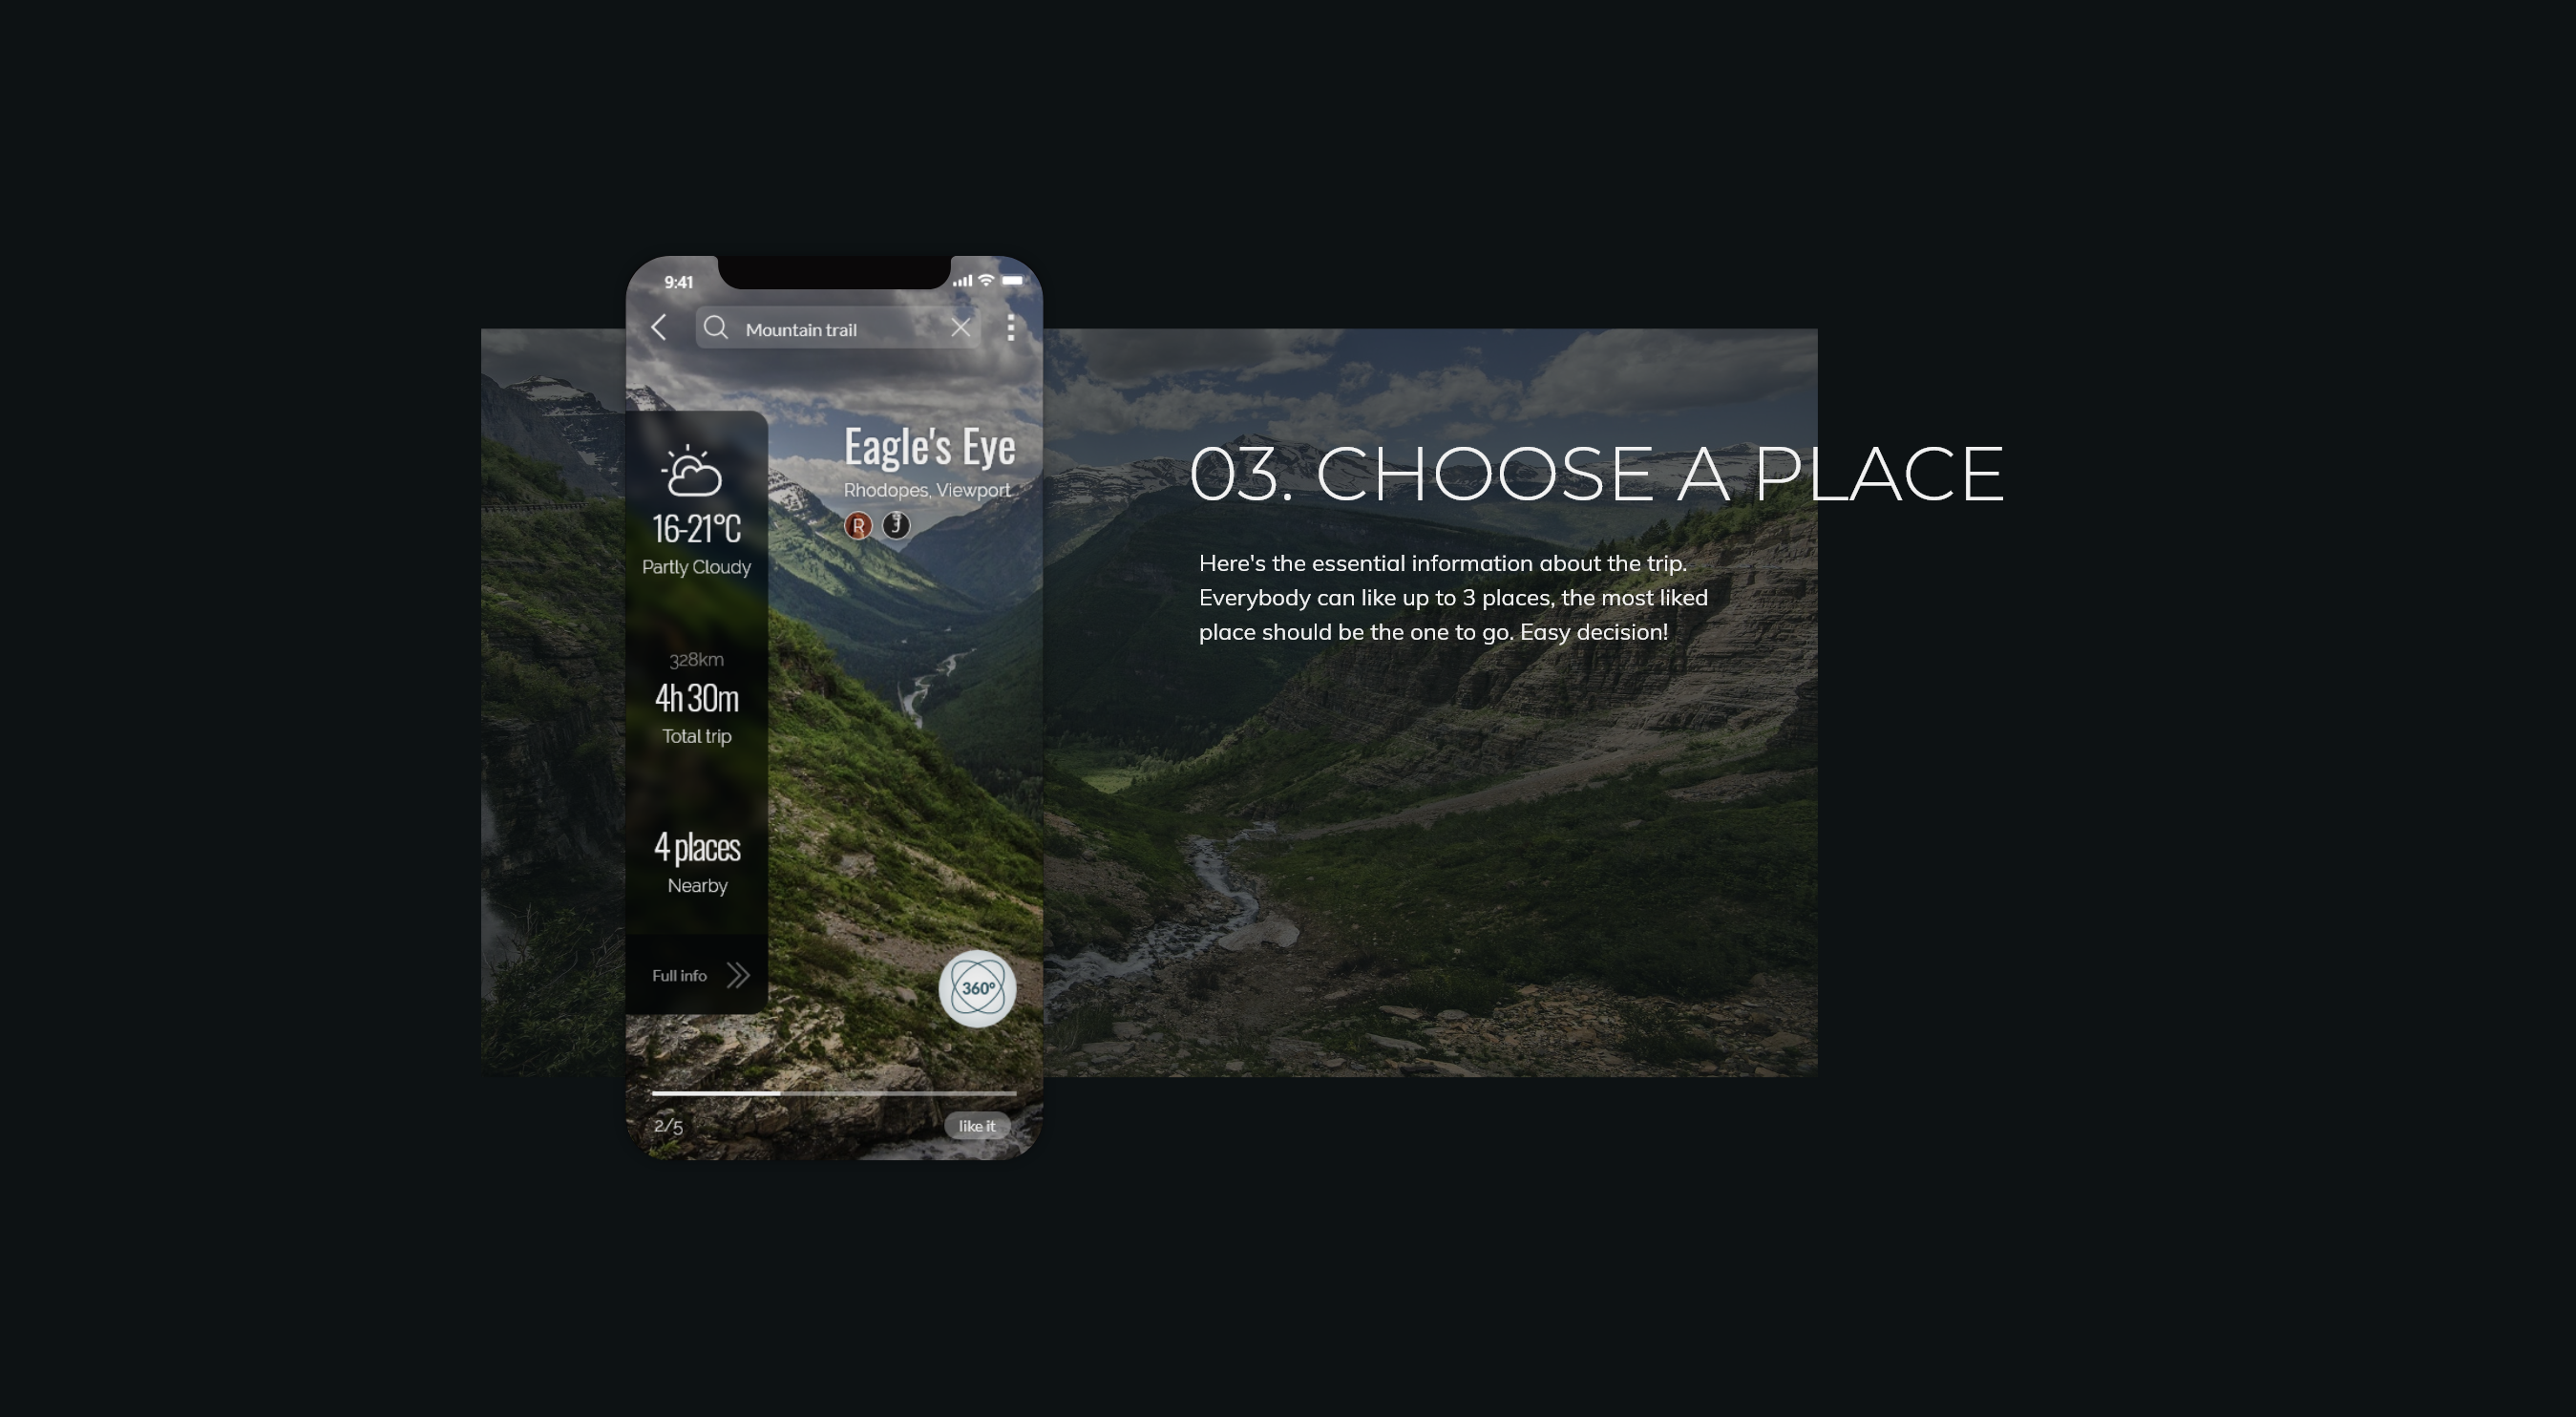 9:41
Mountain trail
Eagle's Eye
Rhodopes, Viewport
R J
16-21°C
Partly Cloudy
328km
4h 30m
Total trip
4 places
Nearby
Full info
360°
2/5
like it
03. CHOOSE A PLACE
Here's the essential information about the trip.
Everybody can like up to 3 places, the most liked
place should be the one to go. Easy decision!